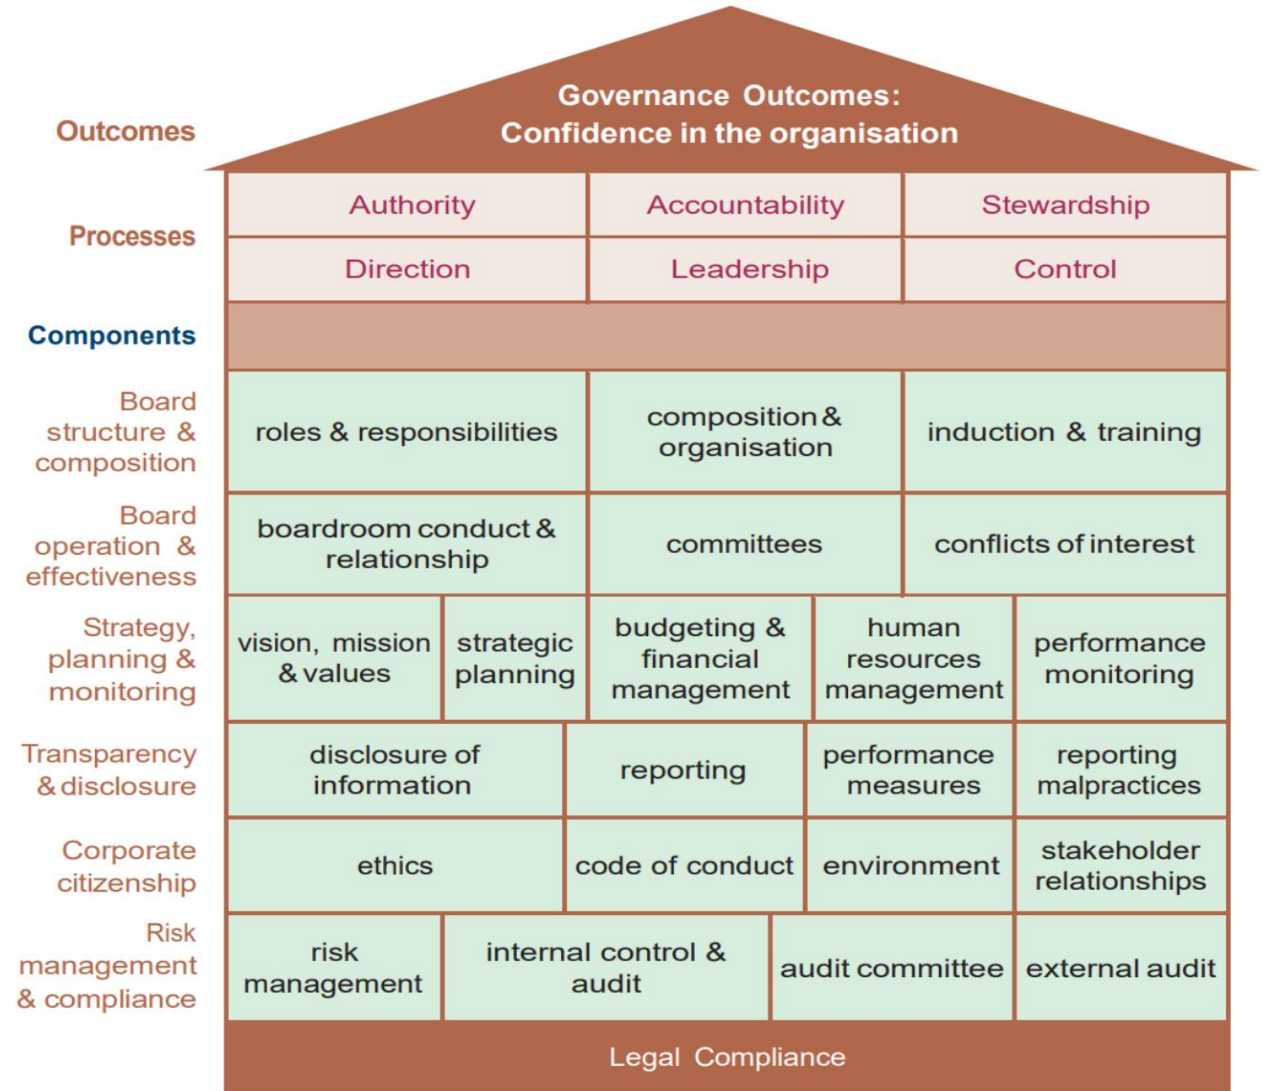 Governance Outcomes:
Outcomes
Confidence in the organisation
Processes
Authority
Accountability
Stewardship
Direction
Leadership
Control
Components
Board
structure &
composition
roles & responsibilities
composition &
organisation
induction & training
Board
operation &
effectiveness
boardroom conduct &
relationship
committees
conflicts of interest
Strategy,
planning &
monitoring
vision, mission
& values
strategic
planning
budgeting &
financial
management
human
resources
management
performance
monitoring
Transparency
& disclosure
disclosure of
information
reporting
performance
measures
reporting
malpractices
Corporate
citizenship
ethics
code of conduct
environment
stakeholder
relationships
Risk
management
& compliance
risk
management
internal control &
audit
audit committee
external audit
Legal Compliance